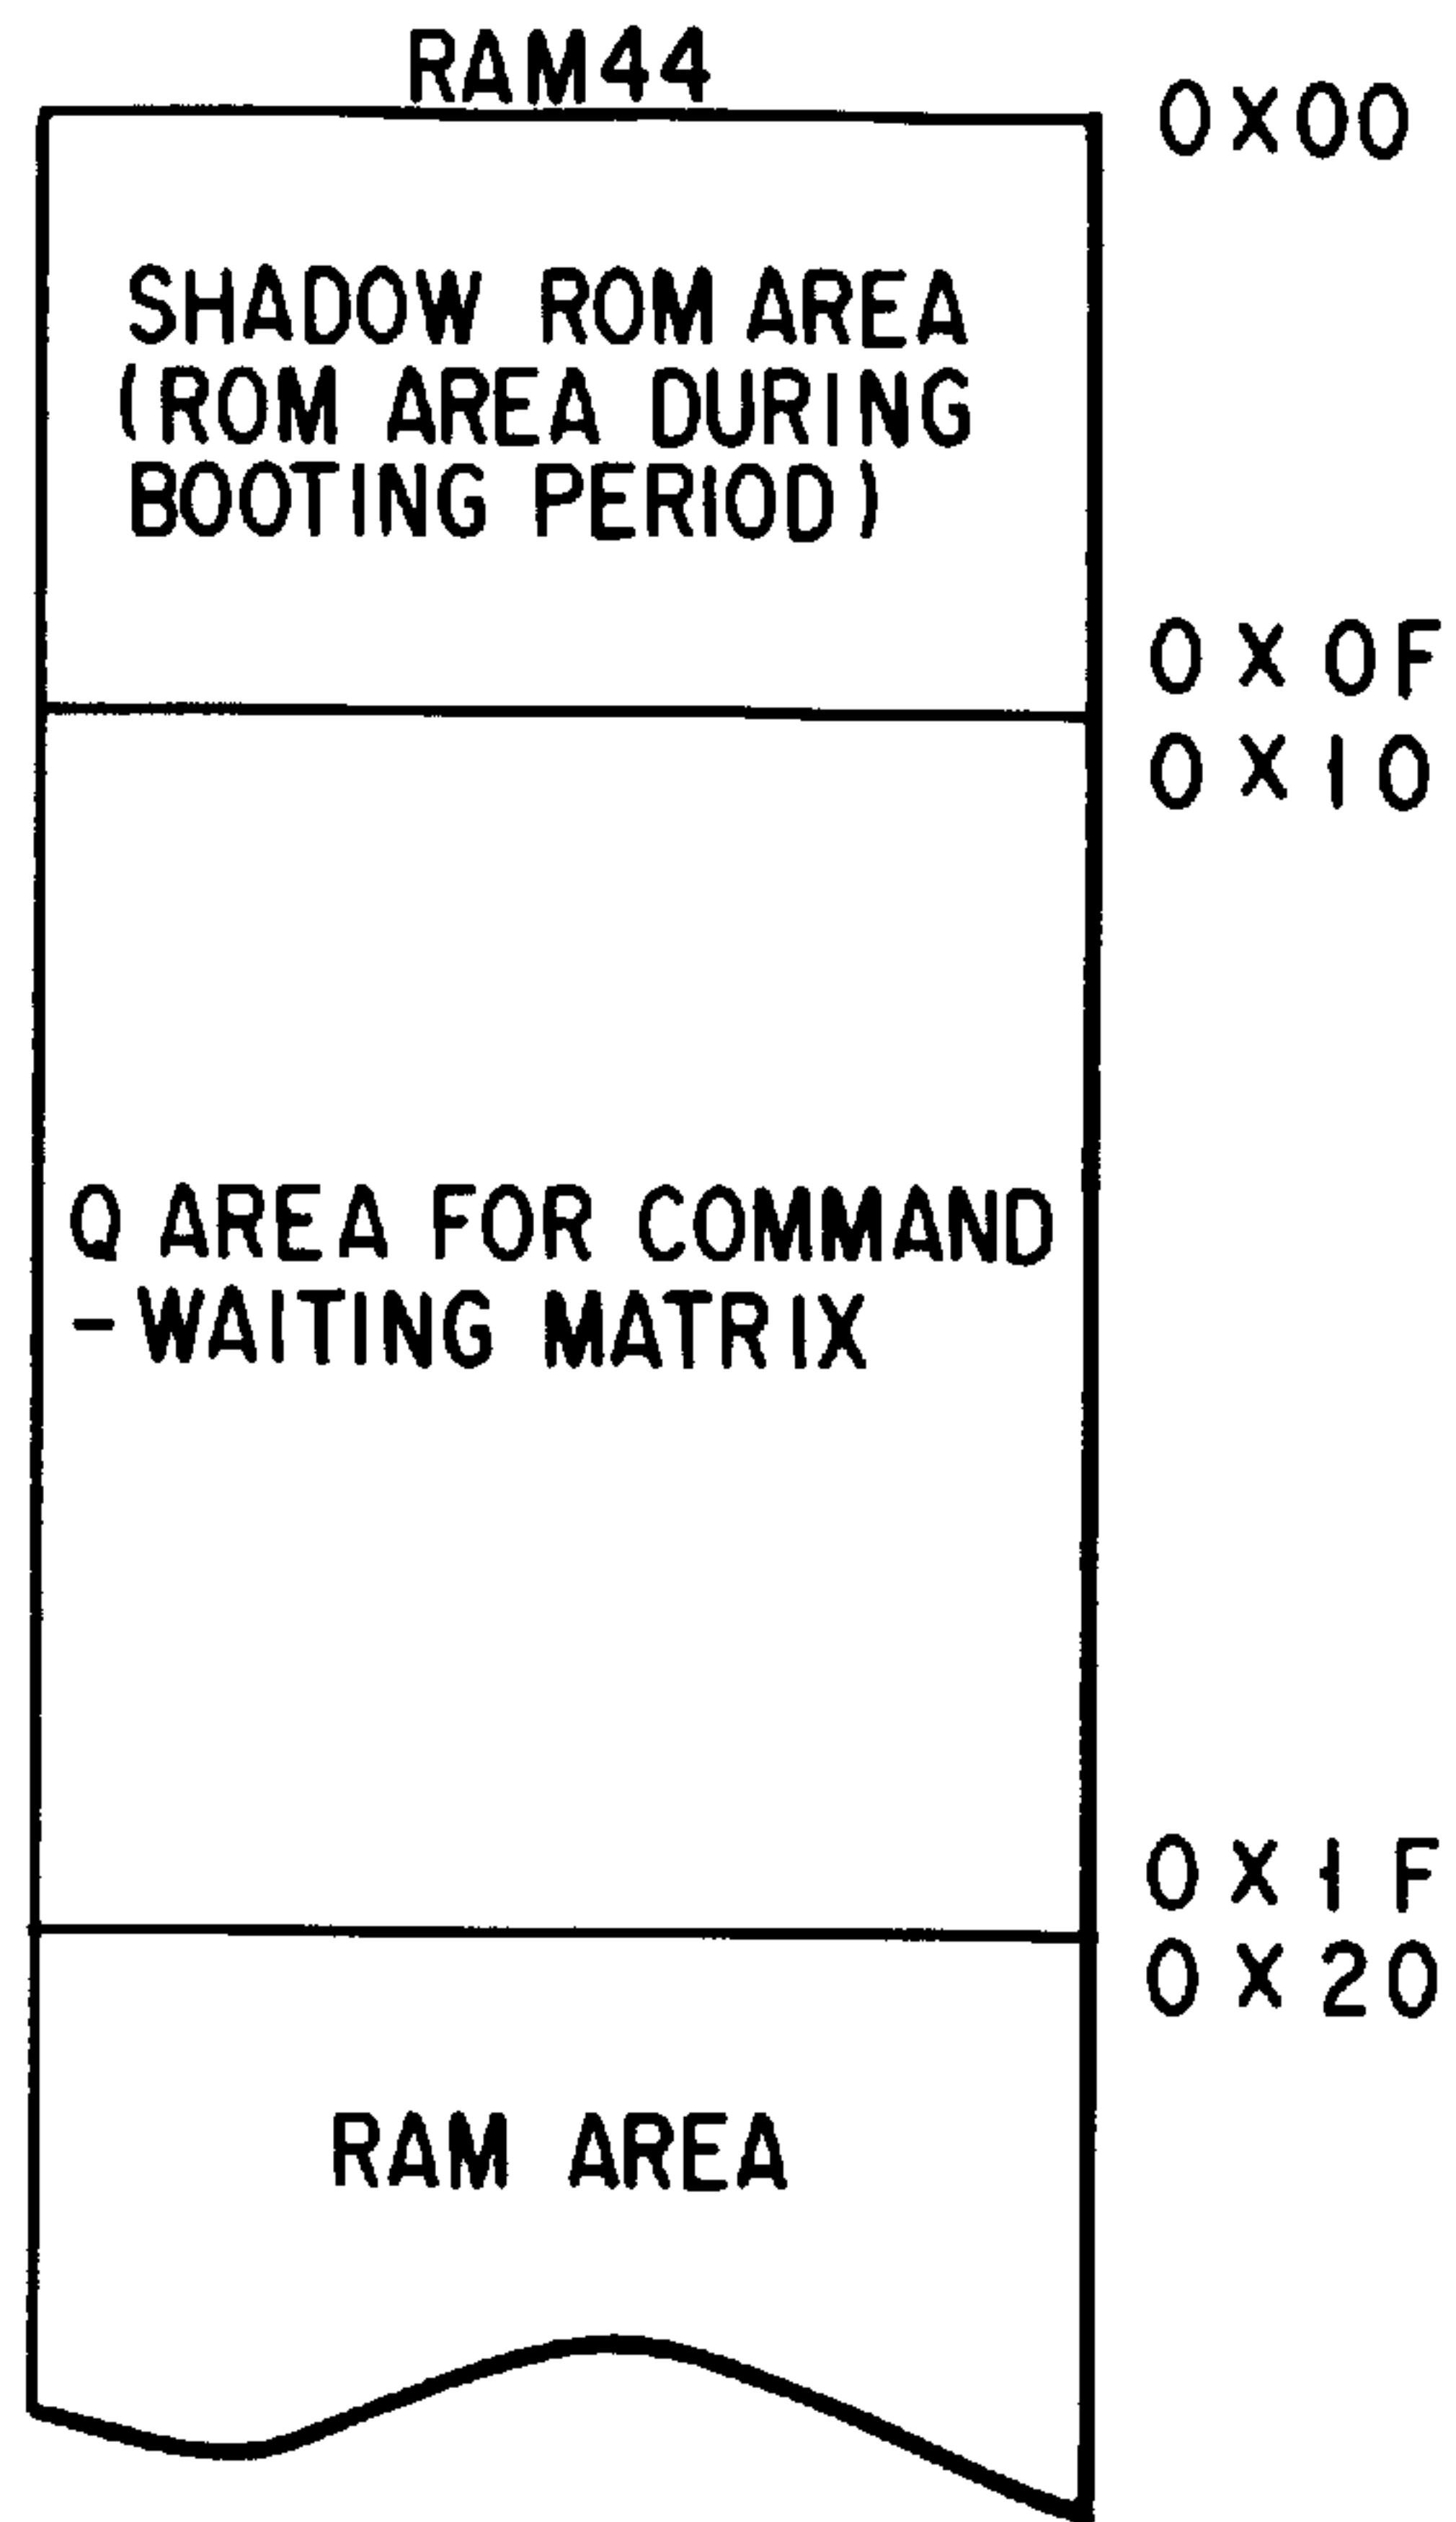 RAM44
0X00
SHADOW ROM AREA
(ROM AREA DURING
BOOTING PERIOD)
0X0F
0X10
Q AREA FOR COMMAND
-WAITING MATRIX
0X1F
0X20
RAM AREA